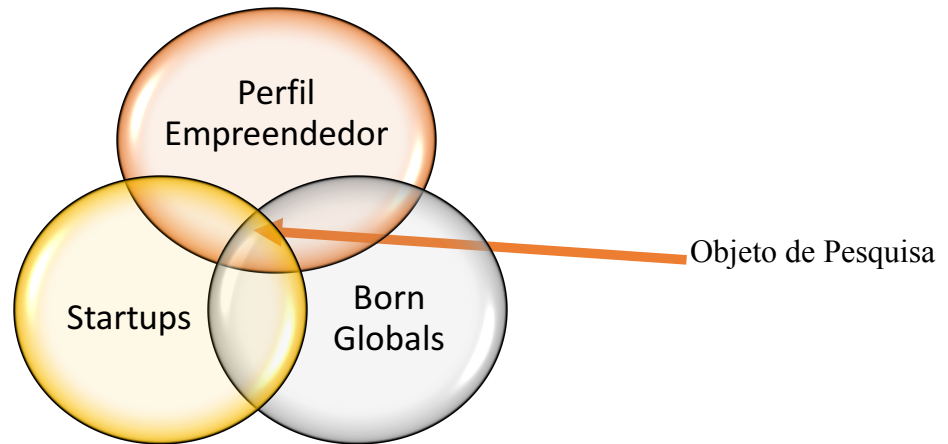 Perfil
Empreendedor
Objeto de Pesquisa
Startups
Born
Globals